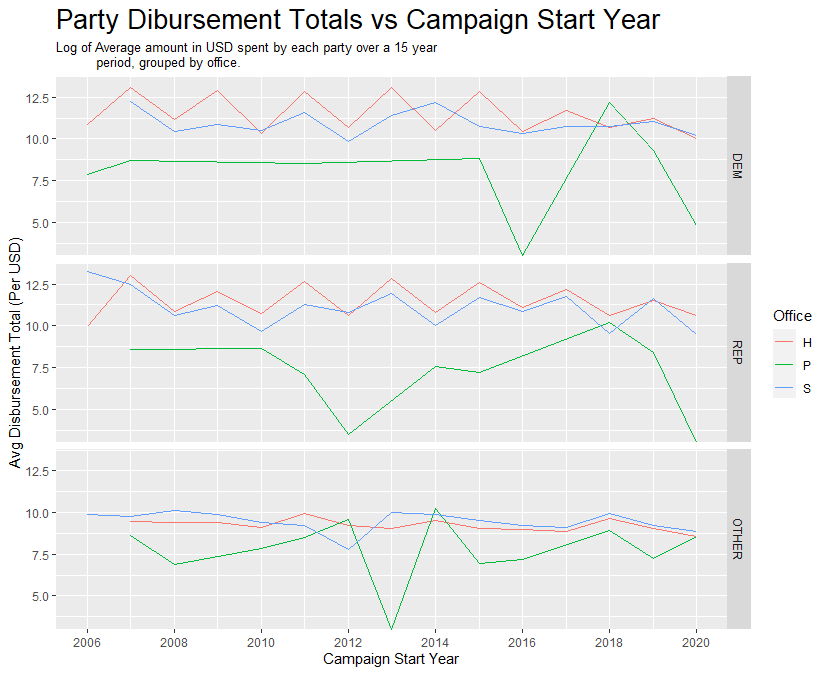 Party Dibursement Totals vs Campaign Start Year
Log of Average amount in USD spent by each party over a 15 year
period, grouped by office.
Avg Disbursement Total (Per USD)
12.5
10.0
7.5
5.0
DEM
12.5
10.0
7.5
5.0
REP
12.5
10.0
7.5
5.0
OTHER
2006 2008 2010 2012 2014 2016 2018 2020
Campaign Start Year
Office
H
P
S